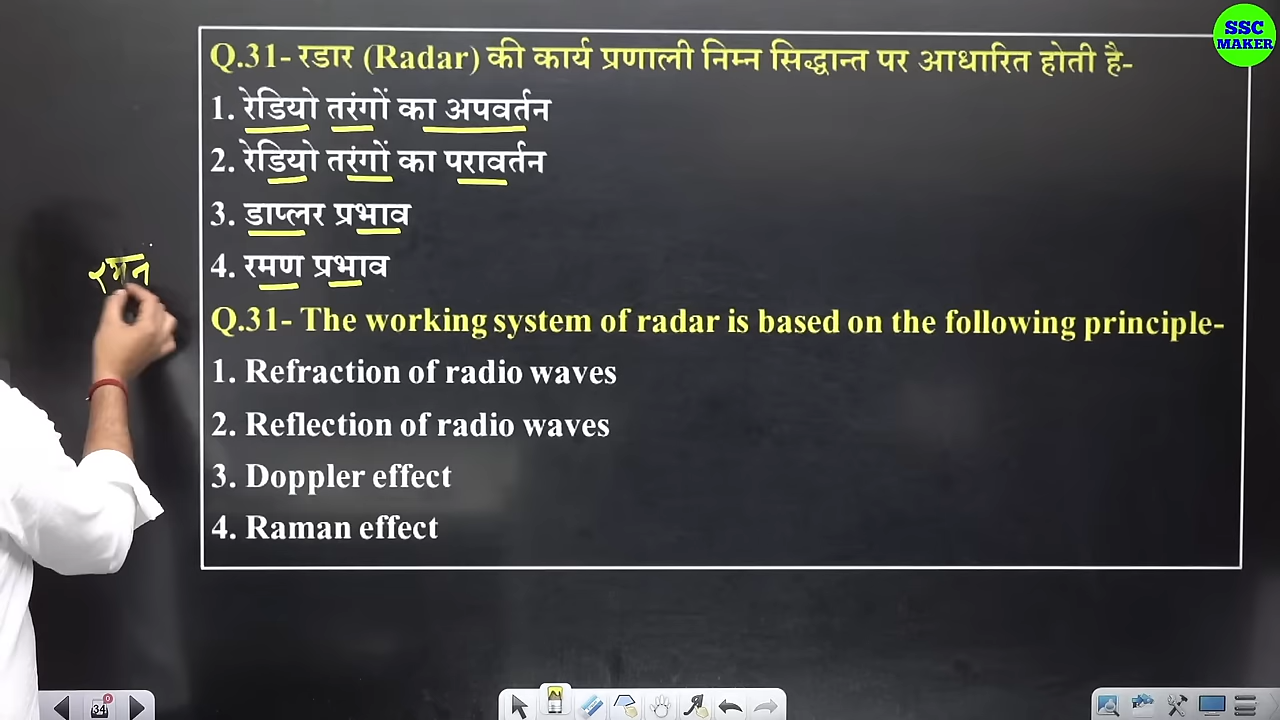 SSC
MAKER
Q.31- रडार (Radar) की कार्य प्रणाली निम्न सिद्धान्त पर आधारित होती है-
1. रेडियो तरंगों का अपवर्तन
2. रेडियो तरंगों का परावर्तन
3. डाप्लर प्रभाव
4. रमण प्रभाव
रमन
Q.31- The working system of radar is based on the following principle-
1. Refraction of radio waves
2. Reflection of radio waves
3. Doppler effect
4. Raman effect
34
0